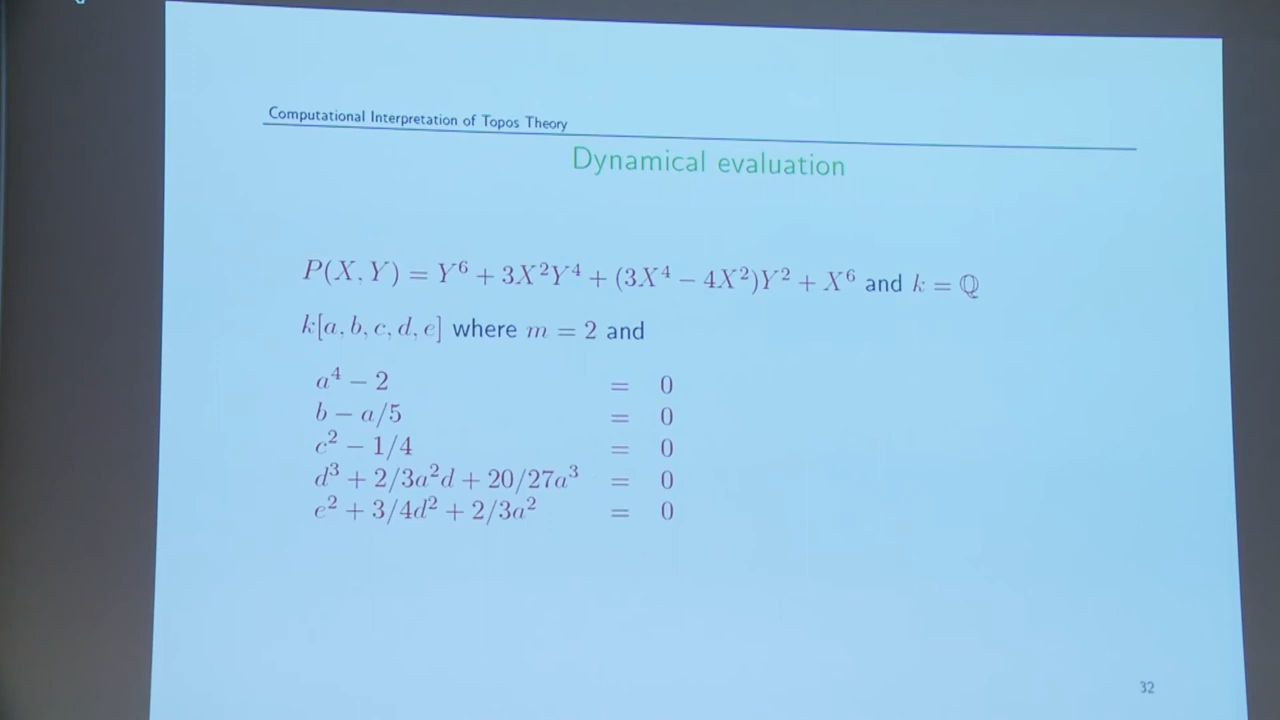 Computational Interpretation of Topos Theory
Dynamical evaluation
P(X, Y) = Y⁶ + 3X²Y⁴ + (3X⁴ − 4X²)Y² + X⁶ and k = ℚ
k[a, b, c, d, e] where m = 2 and
a⁴ − 2 = 0
b − a/5 = 0
c² − 1/4 = 0
d³ + 2/3a²d + 20/27a³ = 0
e² + 3/4d² + 2/3a² = 0
32